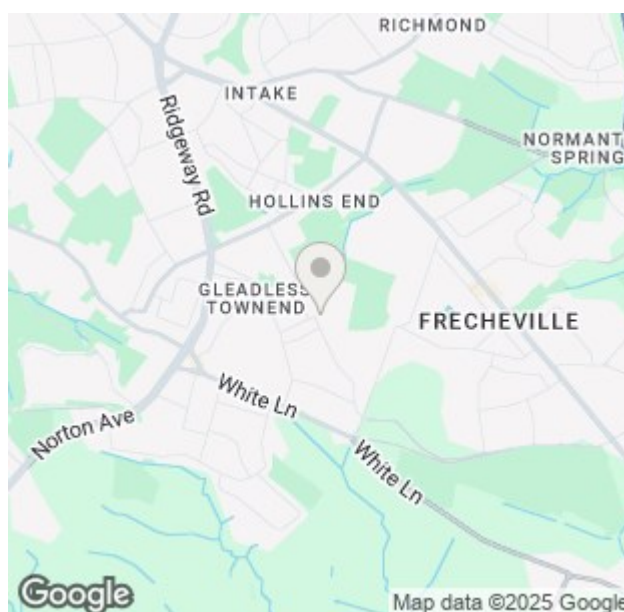 RICHMOND
INTAKE
Ridgeway Rd
NORMANT
SPRING
HOLLINS END
GLEADLESS
TOWNEND
FRECHEVILLE
White Ln
Norton Ave
White Ln
Google
Map data ©2025 Google